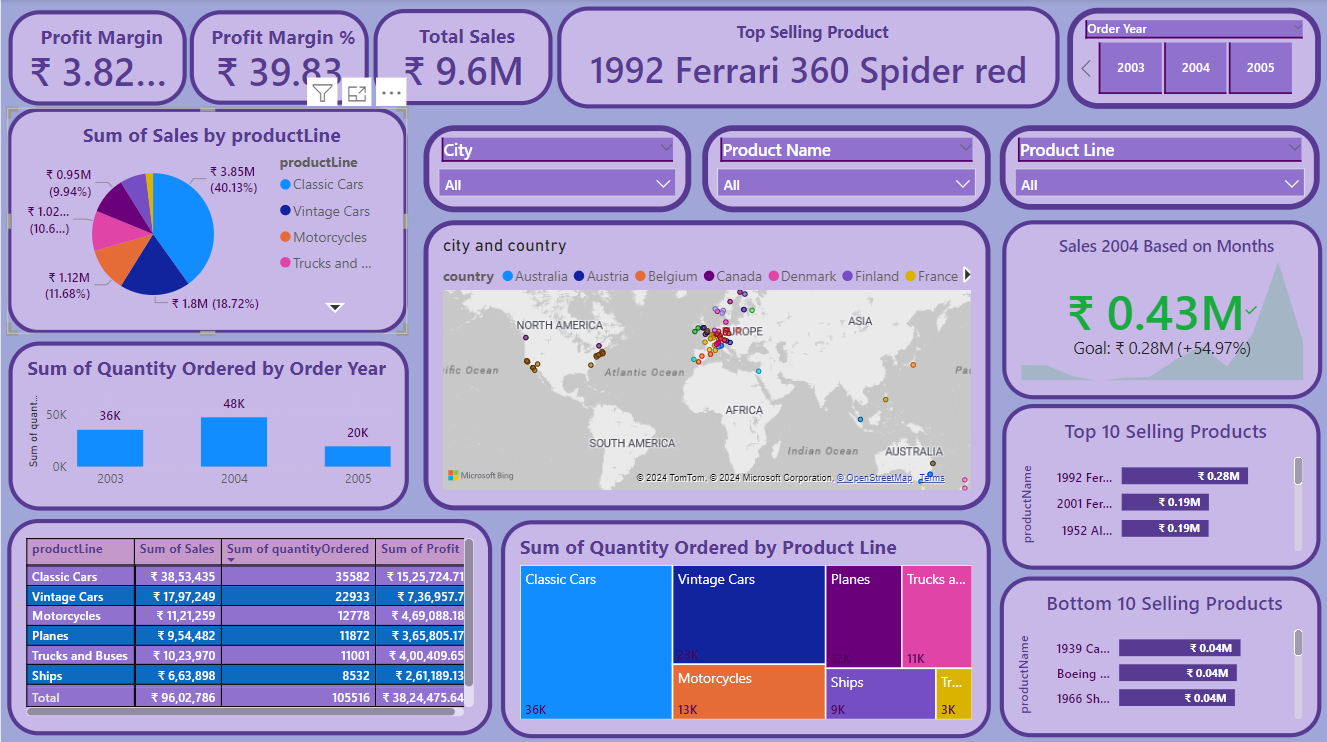 Profit Margin
₹ 3.82...
Profit Margin %
₹ 39.83
Total Sales
₹ 9.6M
Top Selling Product
1992 Ferrari 360 Spider red
Order Year
2003
2004
2005
Sum of Sales by productLine
₹ 0.95M
(9.94%)
₹ 1.02...
(10.6...)
₹ 1.12M
(11.68%)
₹ 3.85M
(40.13%)
₹ 1.8M (18.72%)
productLine
Classic Cars
Vintage Cars
Motorcycles
Trucks and ...
City
All
Product Name
All
Product Line
All
city and country
country Australia Austria Belgium Canada Denmark Finland France
NORTH AMERICA
EUROPE
ASIA
ific Ocean
Atlantic Ocean
Pa
AFRICA
SOUTH AMERICA
Indian Ocean
AUSTRALIA
Microsoft Bing
© 2024 TomTom, © 2024 Microsoft Corporation, © OpenStreetMap Terms
Sales 2004 Based on Months
₹ 0.43M
Goal: ₹ 0.28M (+54.97%)
Sum of Quantity Ordered by Order Year
Sum of quant...
50K
0K
36K
48K
20K
2003
2004
2005
Top 10 Selling Products
productName
1992 Fer... ₹ 0.28M
2001 Fer... ₹ 0.19M
1952 Al... ₹ 0.19M
productLine Sum of Sales Sum of quantityOrdered Sum of Profit
Classic Cars ₹ 38,53,435 35582 ₹ 15,25,724.71
Vintage Cars ₹ 17,97,249 22933 ₹ 7,36,957.7
Motorcycles ₹ 11,21,259 12778 ₹ 4,69,088.18
Planes ₹ 9,54,482 11872 ₹ 3,65,805.17
Trucks and Buses ₹ 10,23,970 11001 ₹ 4,00,409.65
Ships ₹ 6,63,898 8532 ₹ 2,61,189.13
Total ₹ 96,02,786 105516 ₹ 38,24,475.64
Sum of Quantity Ordered by Product Line
Classic Cars
36K
Vintage Cars
23K
Motorcycles
13K
Planes
12K
Trucks a...
11K
Ships
9K
Tr...
3K
Bottom 10 Selling Products
productName
1939 Ca... ₹ 0.04M
Boeing ... ₹ 0.04M
1966 Sh... ₹ 0.04M